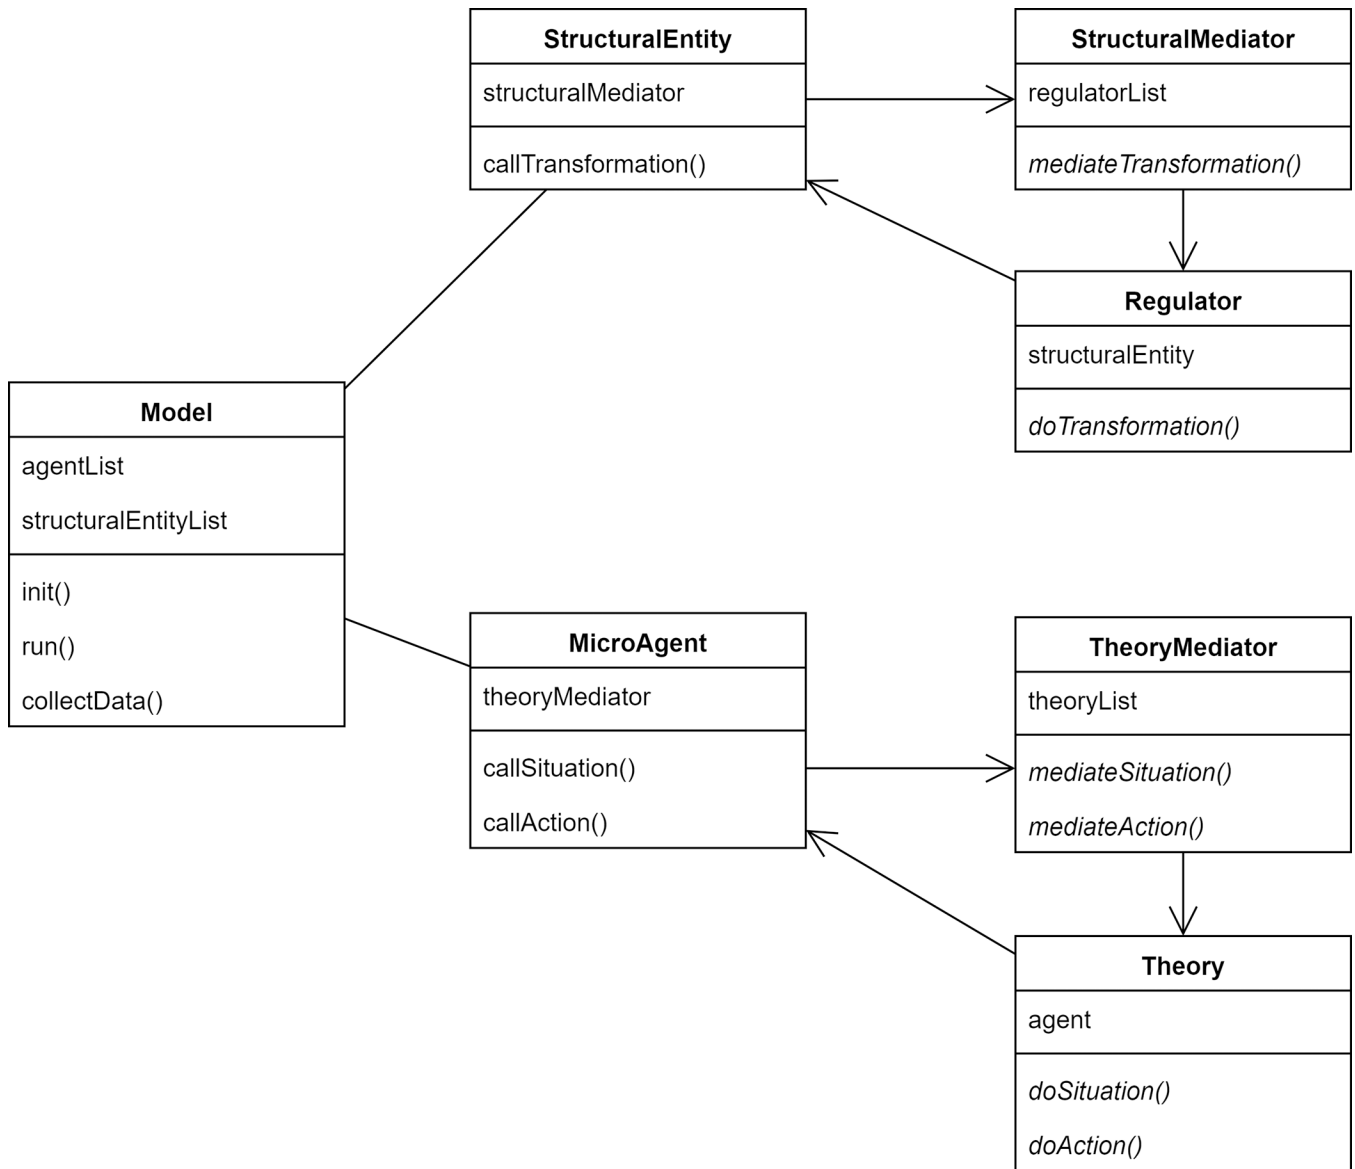 StructuralEntity
structuralMediator
callTransformation()
StructuralMediator
regulatorList
mediateTransformation()
Regulator
structuralEntity
doTransformation()
Model
agentList
structuralEntityList
init()
run()
collectData()
MicroAgent
theoryMediator
callSituation()
callAction()
TheoryMediator
theoryList
mediateSituation()
mediateAction()
Theory
agent
doSituation()
doAction()